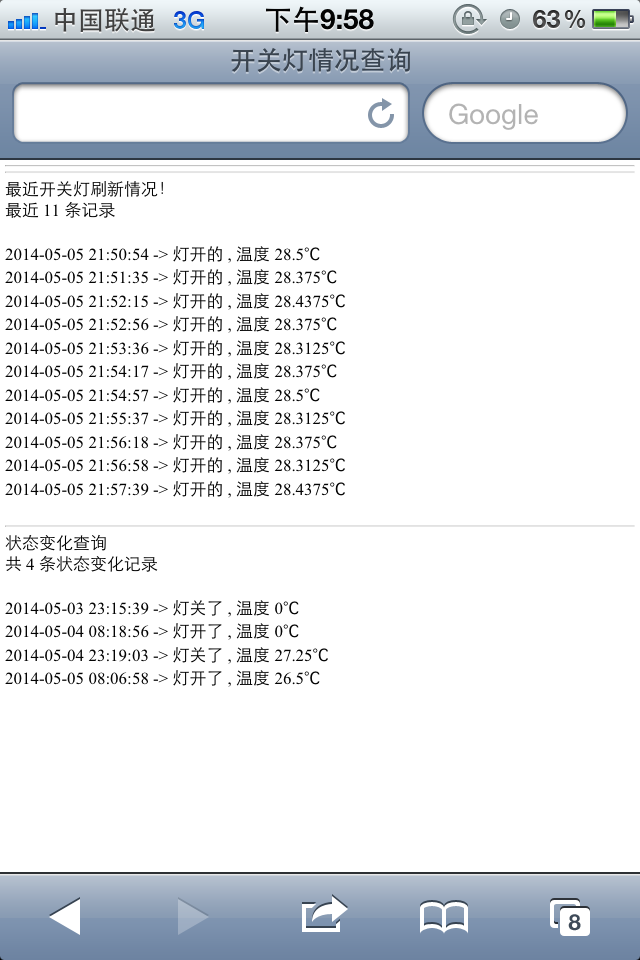 中国联通 3G 下午9:58 63%
开关灯情况查询
Google
最近开关灯刷新情况!
最近 11 条记录
2014-05-05 21:50:54 -> 灯开的 , 温度 28.5℃
2014-05-05 21:51:35 -> 灯开的 , 温度 28.375℃
2014-05-05 21:52:15 -> 灯开的 , 温度 28.4375℃
2014-05-05 21:52:56 -> 灯开的 , 温度 28.375℃
2014-05-05 21:53:36 -> 灯开的 , 温度 28.3125℃
2014-05-05 21:54:17 -> 灯开的 , 温度 28.375℃
2014-05-05 21:54:57 -> 灯开的 , 温度 28.5℃
2014-05-05 21:55:37 -> 灯开的 , 温度 28.3125℃
2014-05-05 21:56:18 -> 灯开的 , 温度 28.375℃
2014-05-05 21:56:58 -> 灯开的 , 温度 28.3125℃
2014-05-05 21:57:39 -> 灯开的 , 温度 28.4375℃
状态变化查询
共 4 条状态变化记录
2014-05-03 23:15:39 -> 灯关了 , 温度 0℃
2014-05-04 08:18:56 -> 灯开了 , 温度 0℃
2014-05-04 23:19:03 -> 灯关了 , 温度 27.25℃
2014-05-05 08:06:58 -> 灯开了 , 温度 26.5℃
8